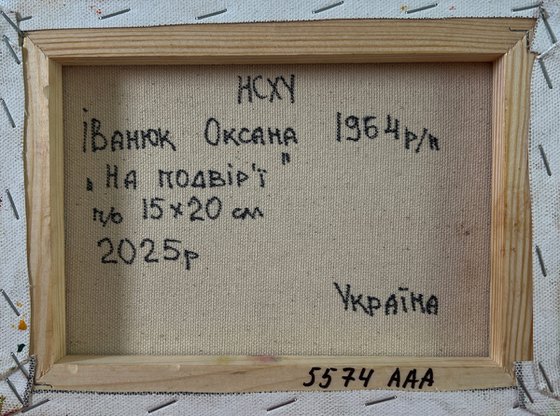 НСХУ
Іванюк Оксана 1964р/н
"На подвір'ї"
п/о 15×20 см
2025р
Україна
5574 ААА